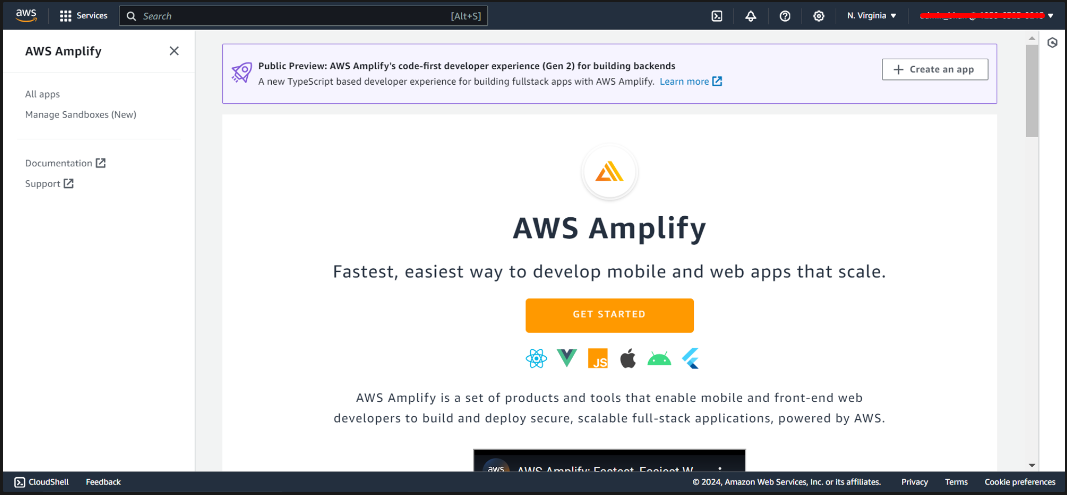 aws
Services
Search [Alt+S]
N. Virginia
AWS Amplify
All apps
Manage Sandboxes (New)
Documentation
Support
Public Preview: AWS Amplify's code-first developer experience (Gen 2) for building backends
A new TypeScript based developer experience for building fullstack apps with AWS Amplify. Learn more
Create an app
AWS Amplify
Fastest, easiest way to develop mobile and web apps that scale.
GET STARTED
JS
AWS Amplify is a set of products and tools that enable mobile and front-end web
developers to build and deploy secure, scalable full-stack applications, powered by AWS.
aws AWS Amplify: Fastest, Easiest W
CloudShell
Feedback
© 2024, Amazon Web Services, Inc. or its affiliates.
Privacy
Terms
Cookie preferences